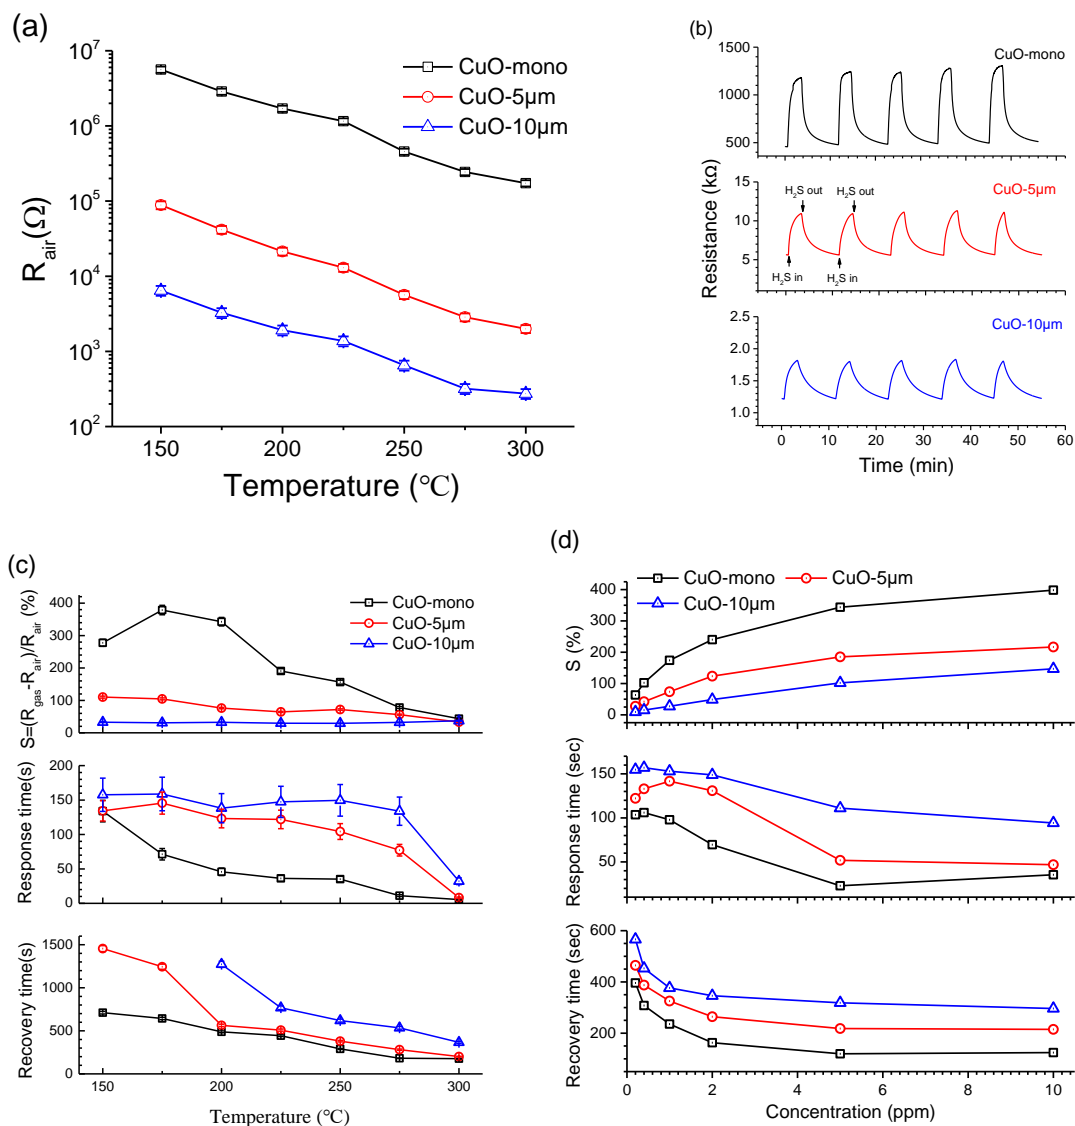 (a)
10⁷
10⁶
10⁵
10⁴
10³
10²
R_air(Ω)
CuO-mono
CuO-5μm
CuO-10μm
150 200 250 300
Temperature (℃)
(b)
CuO-mono
1500
1000
500
CuO-5μm
15
10
5
0
H₂S out H₂S out
H₂S in H₂S in
CuO-10μm
2.5
2.0
1.5
1.0
Resistance (kΩ)
0 10 20 30 40 50 60
Time (min)
(c)
S=(R_gas-R_air)/R_air (%)
400
300
200
100
0
CuO-mono
CuO-5μm
CuO-10μm
Response time(s)
200
150
100
50
0
Recovery time(s)
1500
1000
500
0
150 200 250 300
Temperature (℃)
(d)
CuO-mono CuO-5μm
CuO-10μm
S (%)
400
300
200
100
0
Response time (sec)
150
100
50
Recovery time (sec)
600
400
200
0 2 4 6 8 10
Concentration (ppm)